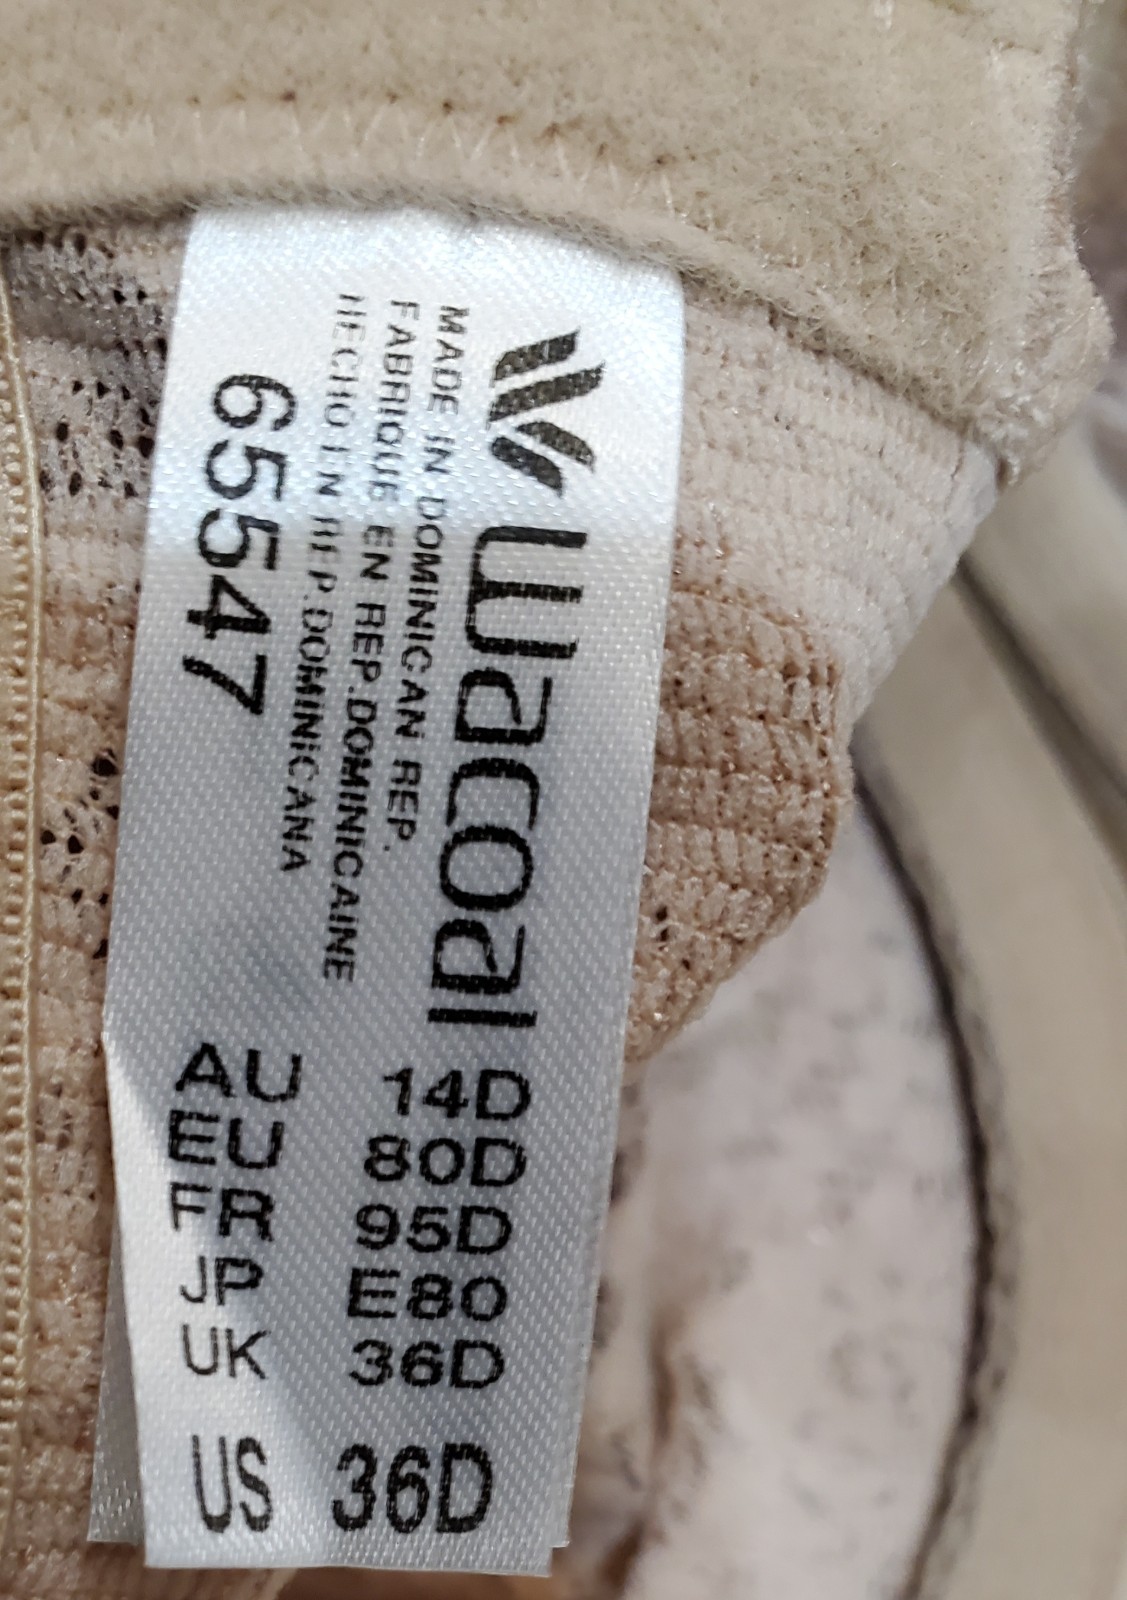 wacoal
MADE IN DOMINICAN REP.
FABRIQUE EN REP.DOMINICAINE
HECHO EN REP.DOMINICANA
65547
AU 14D
EU 80D
FR 95D
JP E80
UK 36D
US 36D